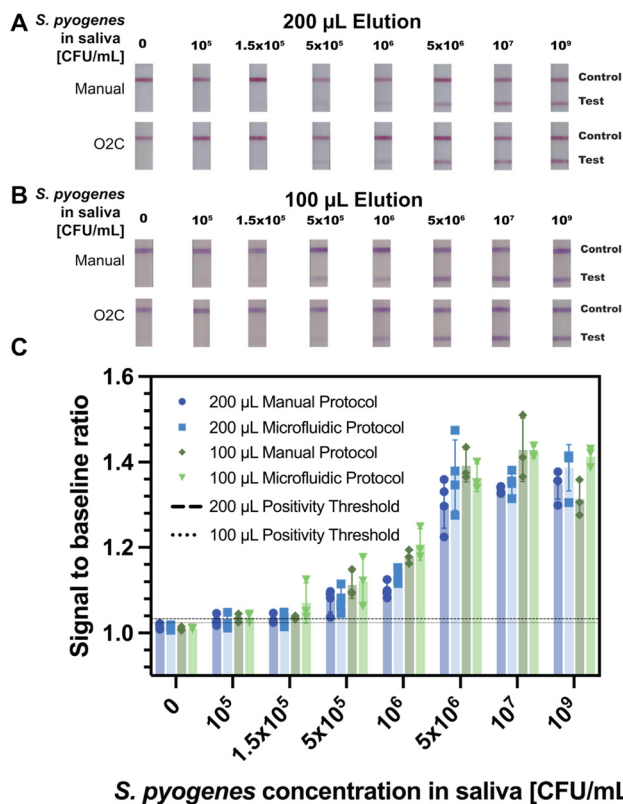 A
S. pyogenes
in saliva
[CFU/mL]
200 µL Elution
0 10⁵ 1.5x10⁵ 5x10⁵ 10⁶ 5x10⁶ 10⁷ 10⁹
Manual
Control
Test
O2C
Control
Test
B
S. pyogenes
in saliva
[CFU/mL]
100 µL Elution
0 10⁵ 1.5x10⁵ 5x10⁵ 10⁶ 5x10⁶ 10⁷ 10⁹
Manual
Control
Test
O2C
Control
Test
C
Signal to baseline ratio
1.6
1.4
1.2
1.0
200 µL Manual Protocol
200 µL Microfluidic Protocol
100 µL Manual Protocol
100 µL Microfluidic Protocol
200 µL Positivity Threshold
100 µL Positivity Threshold
0 10⁵ 1.5x10⁵ 5x10⁵ 10⁶ 5x10⁶ 10⁷ 10⁹
S. pyogenes concentration in saliva [CFU/mL